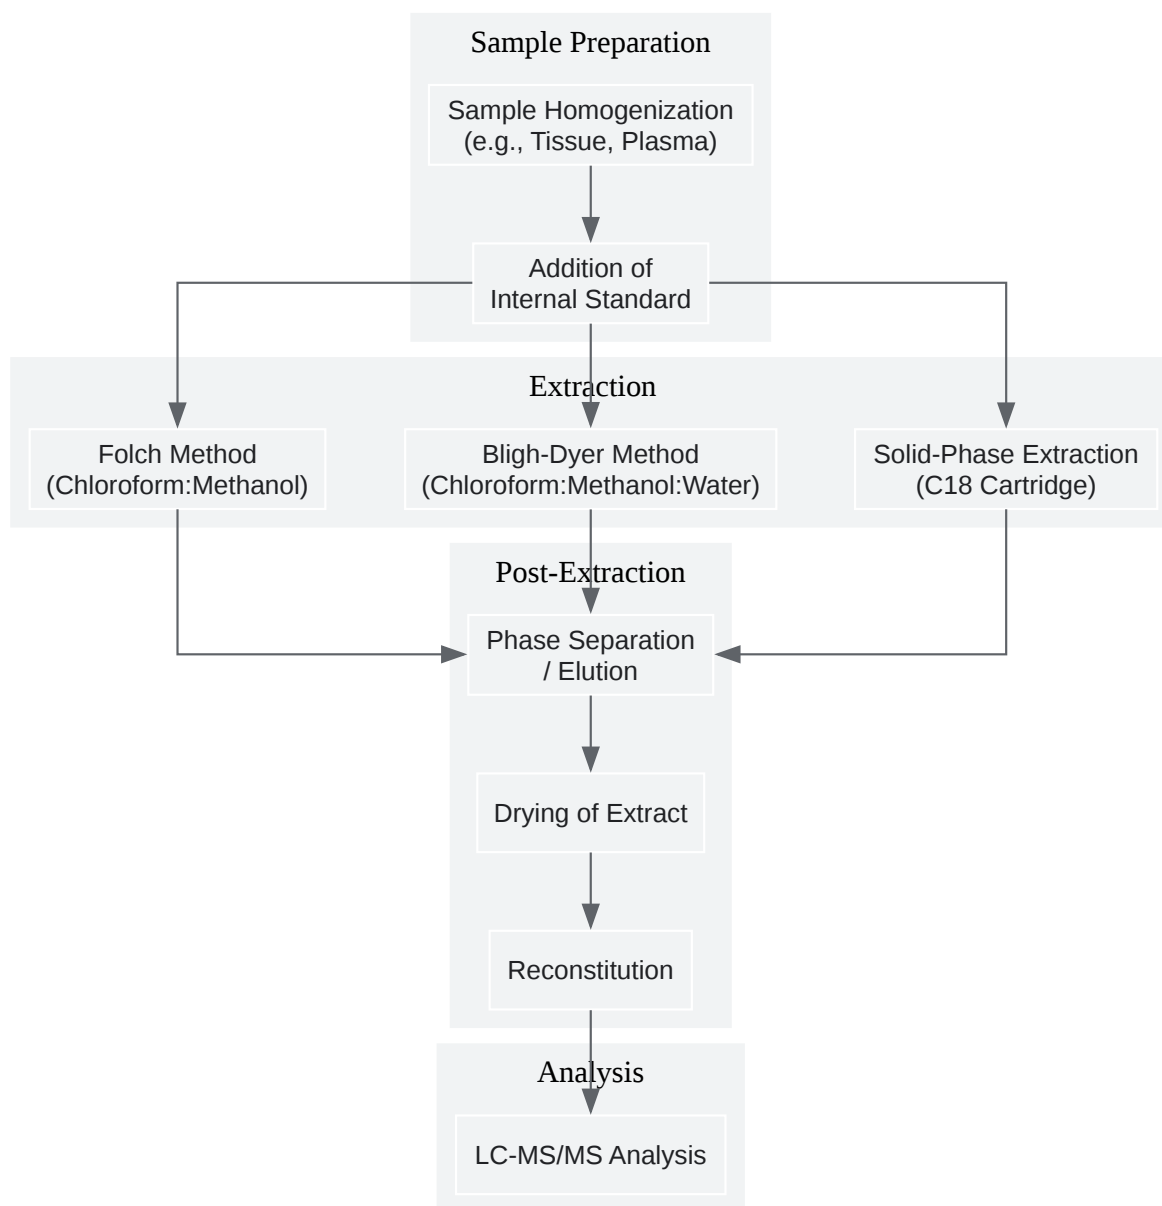 Sample Preparation
Sample Homogenization
(e.g., Tissue, Plasma)
Addition of
Internal Standard
Extraction
Folch Method
(Chloroform:Methanol)
Bligh-Dyer Method
(Chloroform:Methanol:Water)
Solid-Phase Extraction
(C18 Cartridge)
Post-Extraction
Phase Separation
/ Elution
Drying of Extract
Reconstitution
Analysis
LC-MS/MS Analysis